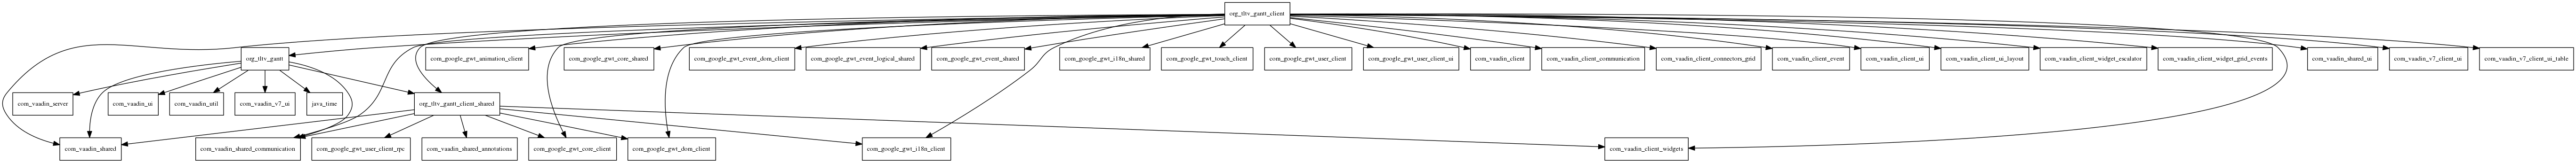 org_tltv_gantt_client
org_tltv_gantt
com_google_gwt_animation_client
com_google_gwt_core_shared
com_google_gwt_event_dom_client
com_google_gwt_event_logical_shared
com_google_gwt_event_shared
com_google_gwt_i18n_shared
com_google_gwt_touch_client
com_google_gwt_user_client
com_google_gwt_user_client_ui
com_vaadin_client
com_vaadin_client_communication
com_vaadin_client_connectors_grid
com_vaadin_client_event
com_vaadin_client_ui
com_vaadin_client_ui_layout
com_vaadin_client_widget_escalator
com_vaadin_client_widget_grid_events
com_vaadin_shared_ui
com_vaadin_v7_client_ui
com_vaadin_v7_client_ui_table
com_vaadin_server
com_vaadin_ui
com_vaadin_util
com_vaadin_v7_ui
java_time
org_tltv_gantt_client_shared
com_vaadin_shared
com_vaadin_shared_communication
com_google_gwt_user_client_rpc
com_vaadin_shared_annotations
com_google_gwt_core_client
com_google_gwt_dom_client
com_google_gwt_i18n_client
com_vaadin_client_widgets